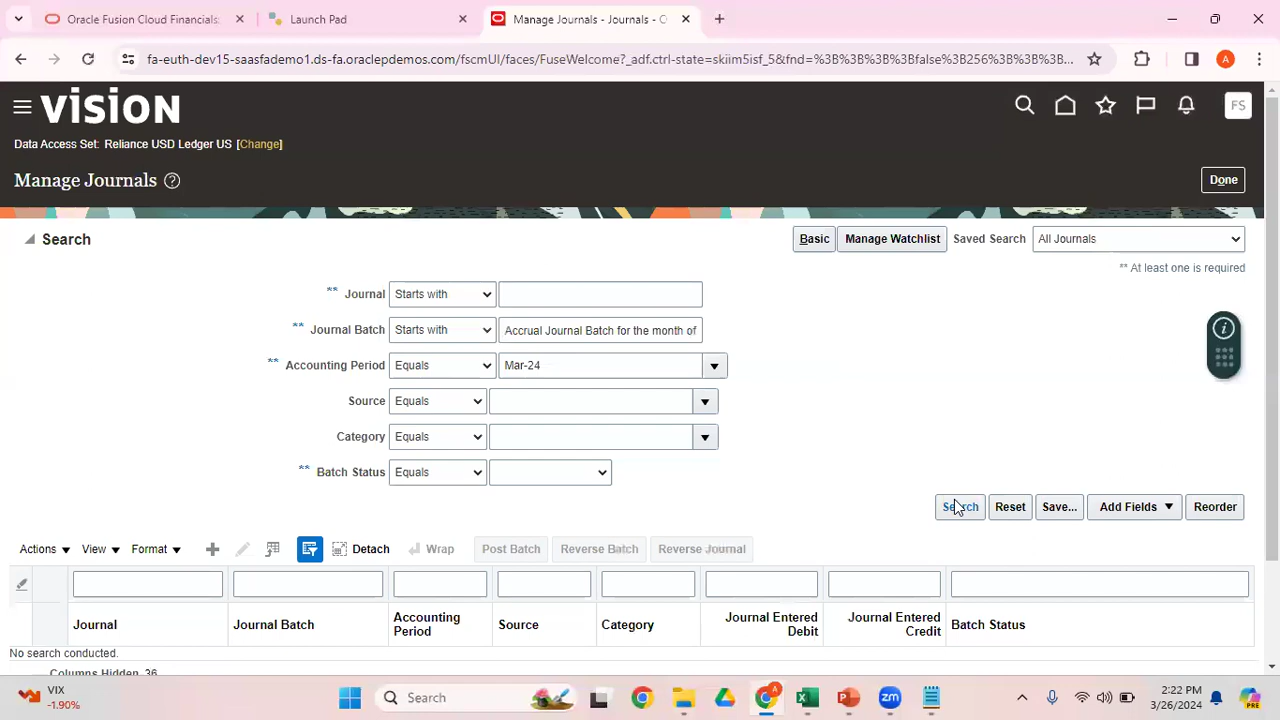 Oracle Fusion Cloud Financials:
Launch Pad
Manage Journals - Journals - O
fa-euth-dev15-saasfademo1.ds-fa.oraclepdemos.com/fscmUI/faces/FuseWelcome?_adf.ctrl-state=skiim5isf_5&fnd=%3B%3B%3B%3Bfalse%3B256%3B%3B%3B...
A
VISION
FS
Data Access Set: Reliance USD Ledger US [Change]
Manage Journals
Done
Search
Basic
Manage Watchlist
Saved Search
All Journals
** At least one is required
** Journal
Starts with
** Journal Batch
Starts with
Accrual Journal Batch for the month of
** Accounting Period
Equals
Mar-24
Source
Equals
Category
Equals
** Batch Status
Equals
Search
Reset
Save...
Add Fields
Reorder
Actions
View
Format
Detach
Wrap
Post Batch
Reverse Batch
Reverse Journal
Journal
Journal Batch
Accounting Period
Source
Category
Journal Entered Debit
Journal Entered Credit
Batch Status
No search conducted.
Columns Hidden 36
VIX
-1.90%
Search
2:22 PM
3/26/2024
PRE